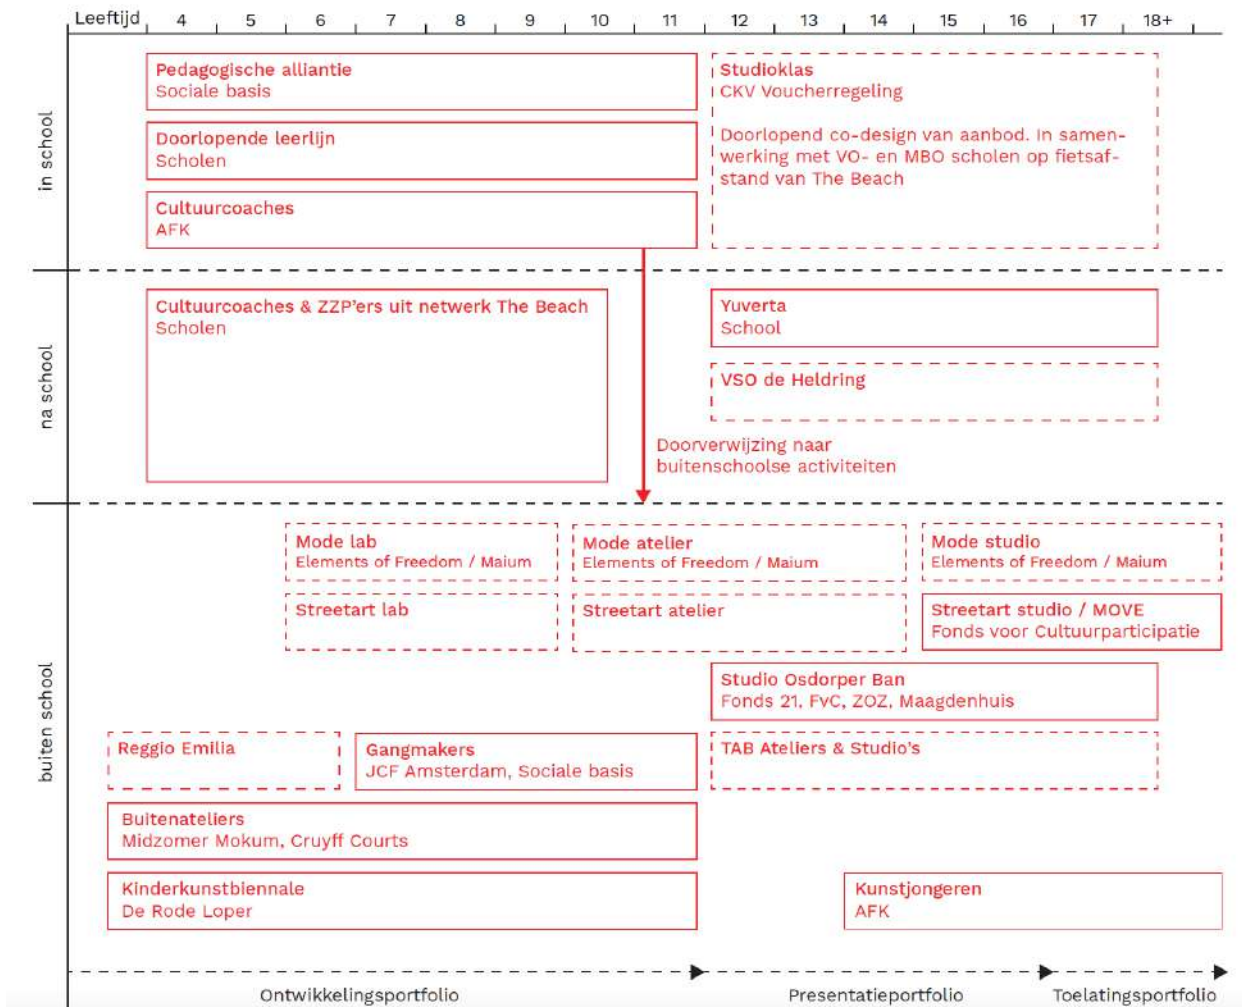 Leeftijd 4 5 6 7 8 9 10 11 12 13 14 15 16 17 18+
in school
Pedagogische alliantie
Sociale basis
Doorlopende leerlijn
Scholen
Cultuurcoaches
AFK
Studioklas
CKV Voucherregeling
Doorlopend co-design van aanbod. In samen-
werking met VO- en MBO scholen op fietsaf-
stand van The Beach
na school
Cultuurcoaches & ZZP'ers uit netwerk The Beach
Scholen
Yuverta
School
VSO de Heldring
Doorverwijzing naar
buitenschoolse activiteiten
buiten school
Mode lab
Elements of Freedom / Maium
Mode atelier
Elements of Freedom / Maium
Mode studio
Elements of Freedom / Maium
Streetart lab
Streetart atelier
Streetart studio / MOVE
Fonds voor Cultuurparticipatie
Studio Osdorper Ban
Fonds 21, FvC, ZOZ, Maagdenhuis
Reggio Emilia
Gangmakers
JCF Amsterdam, Sociale basis
TAB Ateliers & Studio's
Buitenateliers
Midzomer Mokum, Cruyff Courts
Kinderkunstbiennale
De Rode Loper
Kunstjongeren
AFK
Ontwikkelingsportfolio
Presentatieportfolio
Toelatingsportfolio